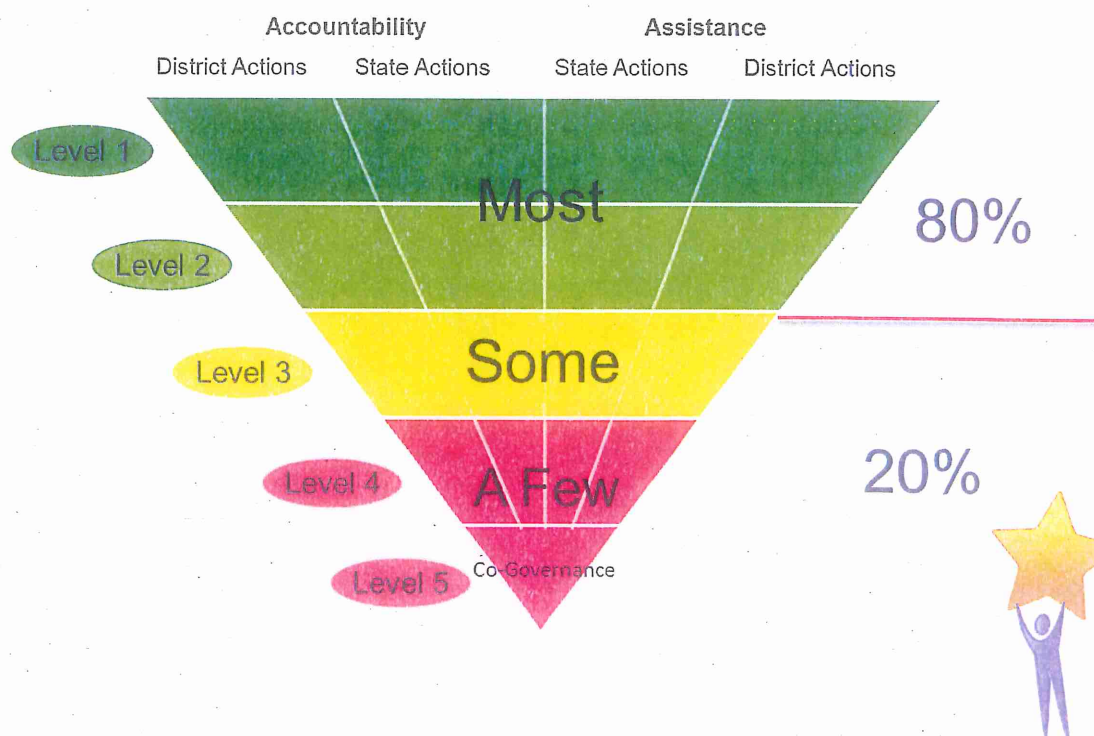 Accountability Assistance
District Actions State Actions State Actions District Actions
Level 1
Most
80%
Level 2
Some
Level 3
20%
Level 4
A Few
Level 5
Co-Governance